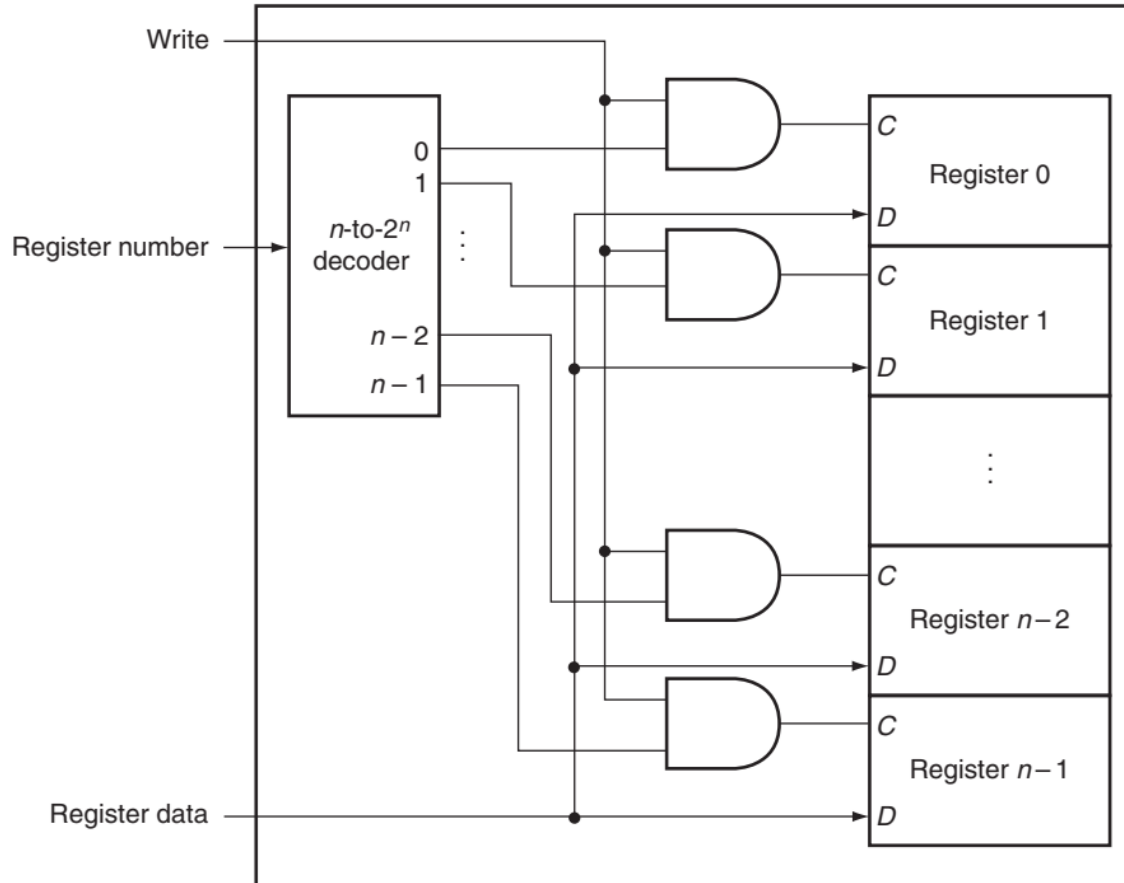 Write
0
1
n-to-2ⁿ
decoder
⋮
n – 2
n – 1
Register number
Register data
C
Register 0
D
C
Register 1
D
⋮
C
Register n – 2
D
C
Register n – 1
D